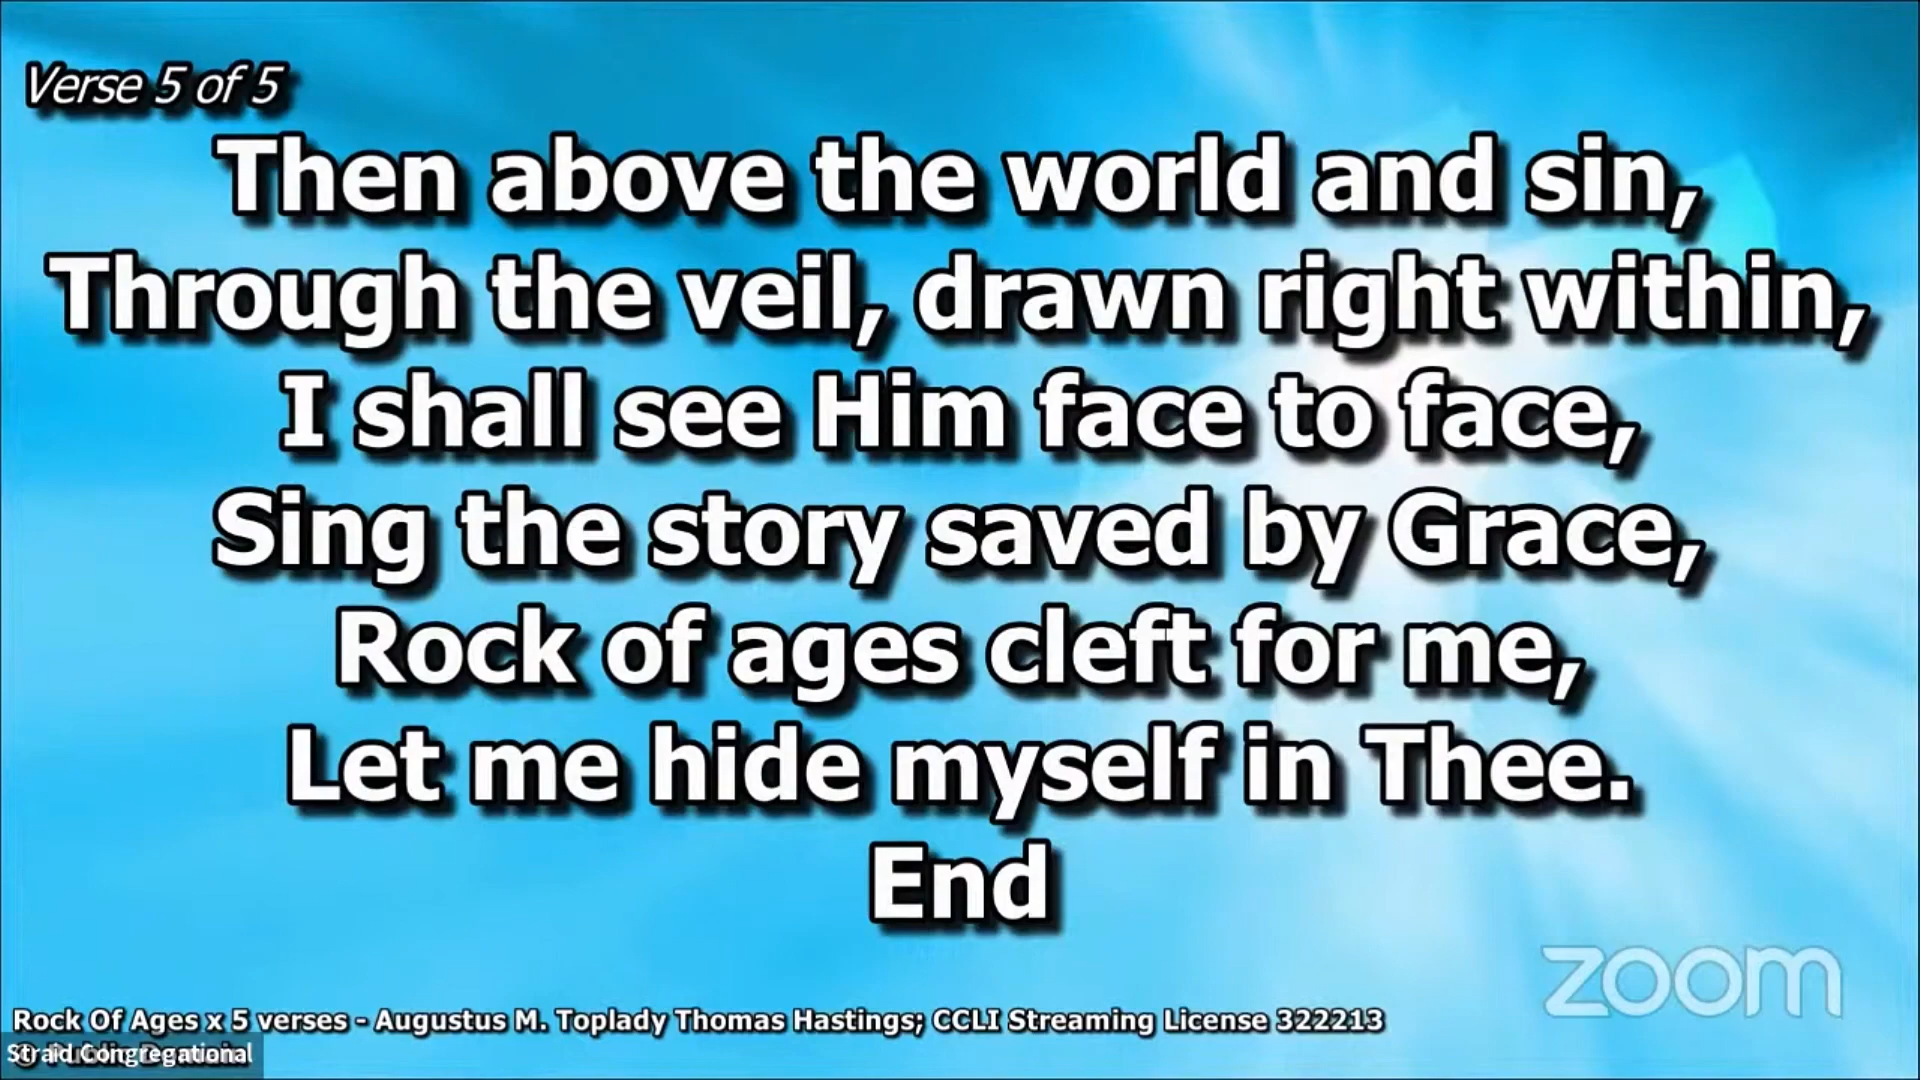 Verse 5 of 5
Then above the world and sin,
Through the veil, drawn right within,
I shall see Him face to face,
Sing the story saved by Grace,
Rock of ages cleft for me,
Let me hide myself in Thee.
End
zoom
Rock Of Ages x 5 verses - Augustus M. Toplady Thomas Hastings; CCLI Streaming License 322213
© Public Domain
Straid Congregational